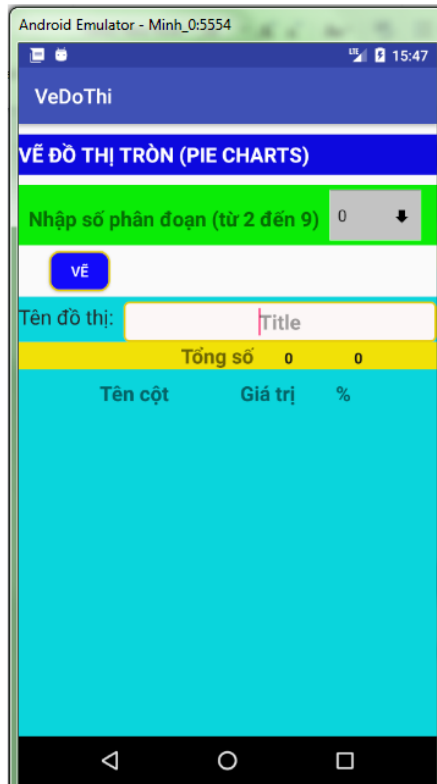 Android Emulator - Minh_0:5554
LTE 15:47
VeDoThi
VẼ ĐỒ THỊ TRÒN (PIE CHARTS)
Nhập số phân đoạn (từ 2 đến 9) 0
VẼ
Tên đồ thị: Title
Tổng số 0 0
Tên cột Giá trị %